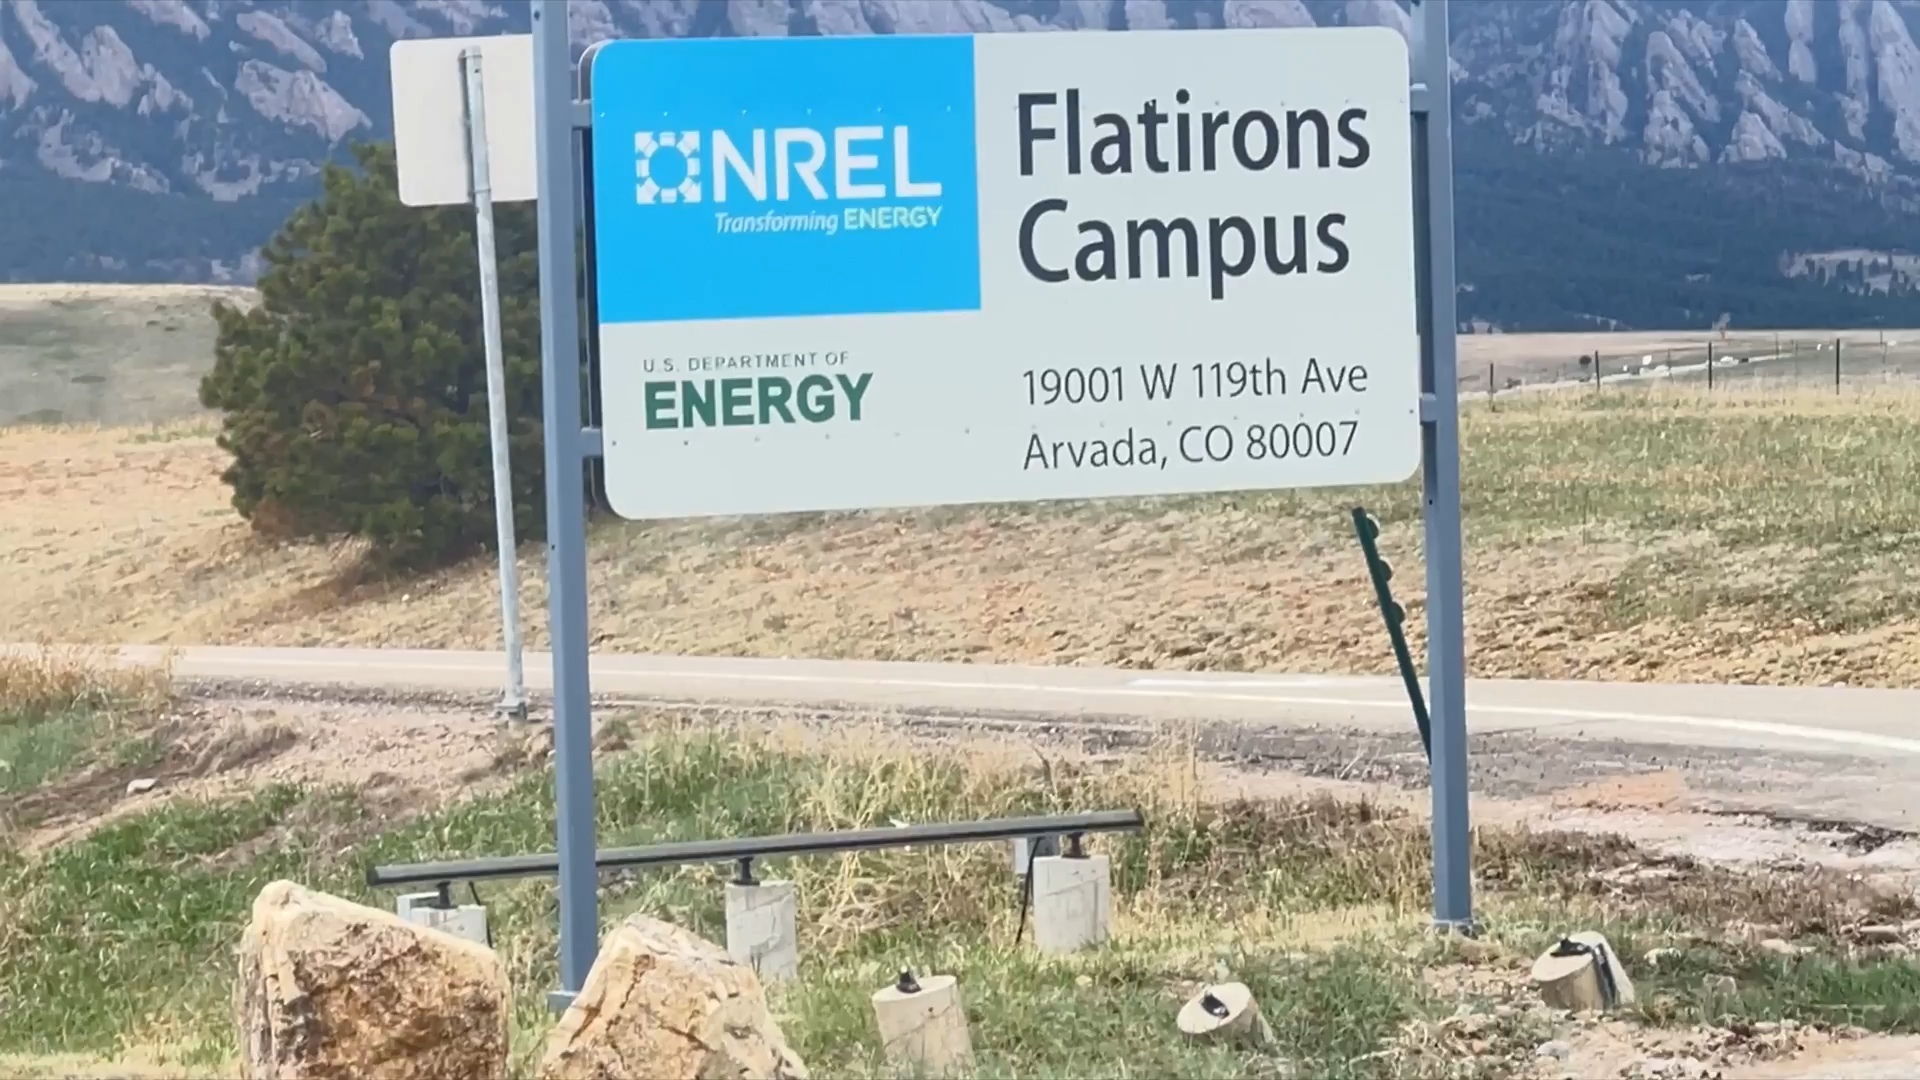 NREL
Transforming ENERGY
U.S. DEPARTMENT OF
ENERGY
Flatirons
Campus
19001 W 119th Ave
Arvada, CO 80007